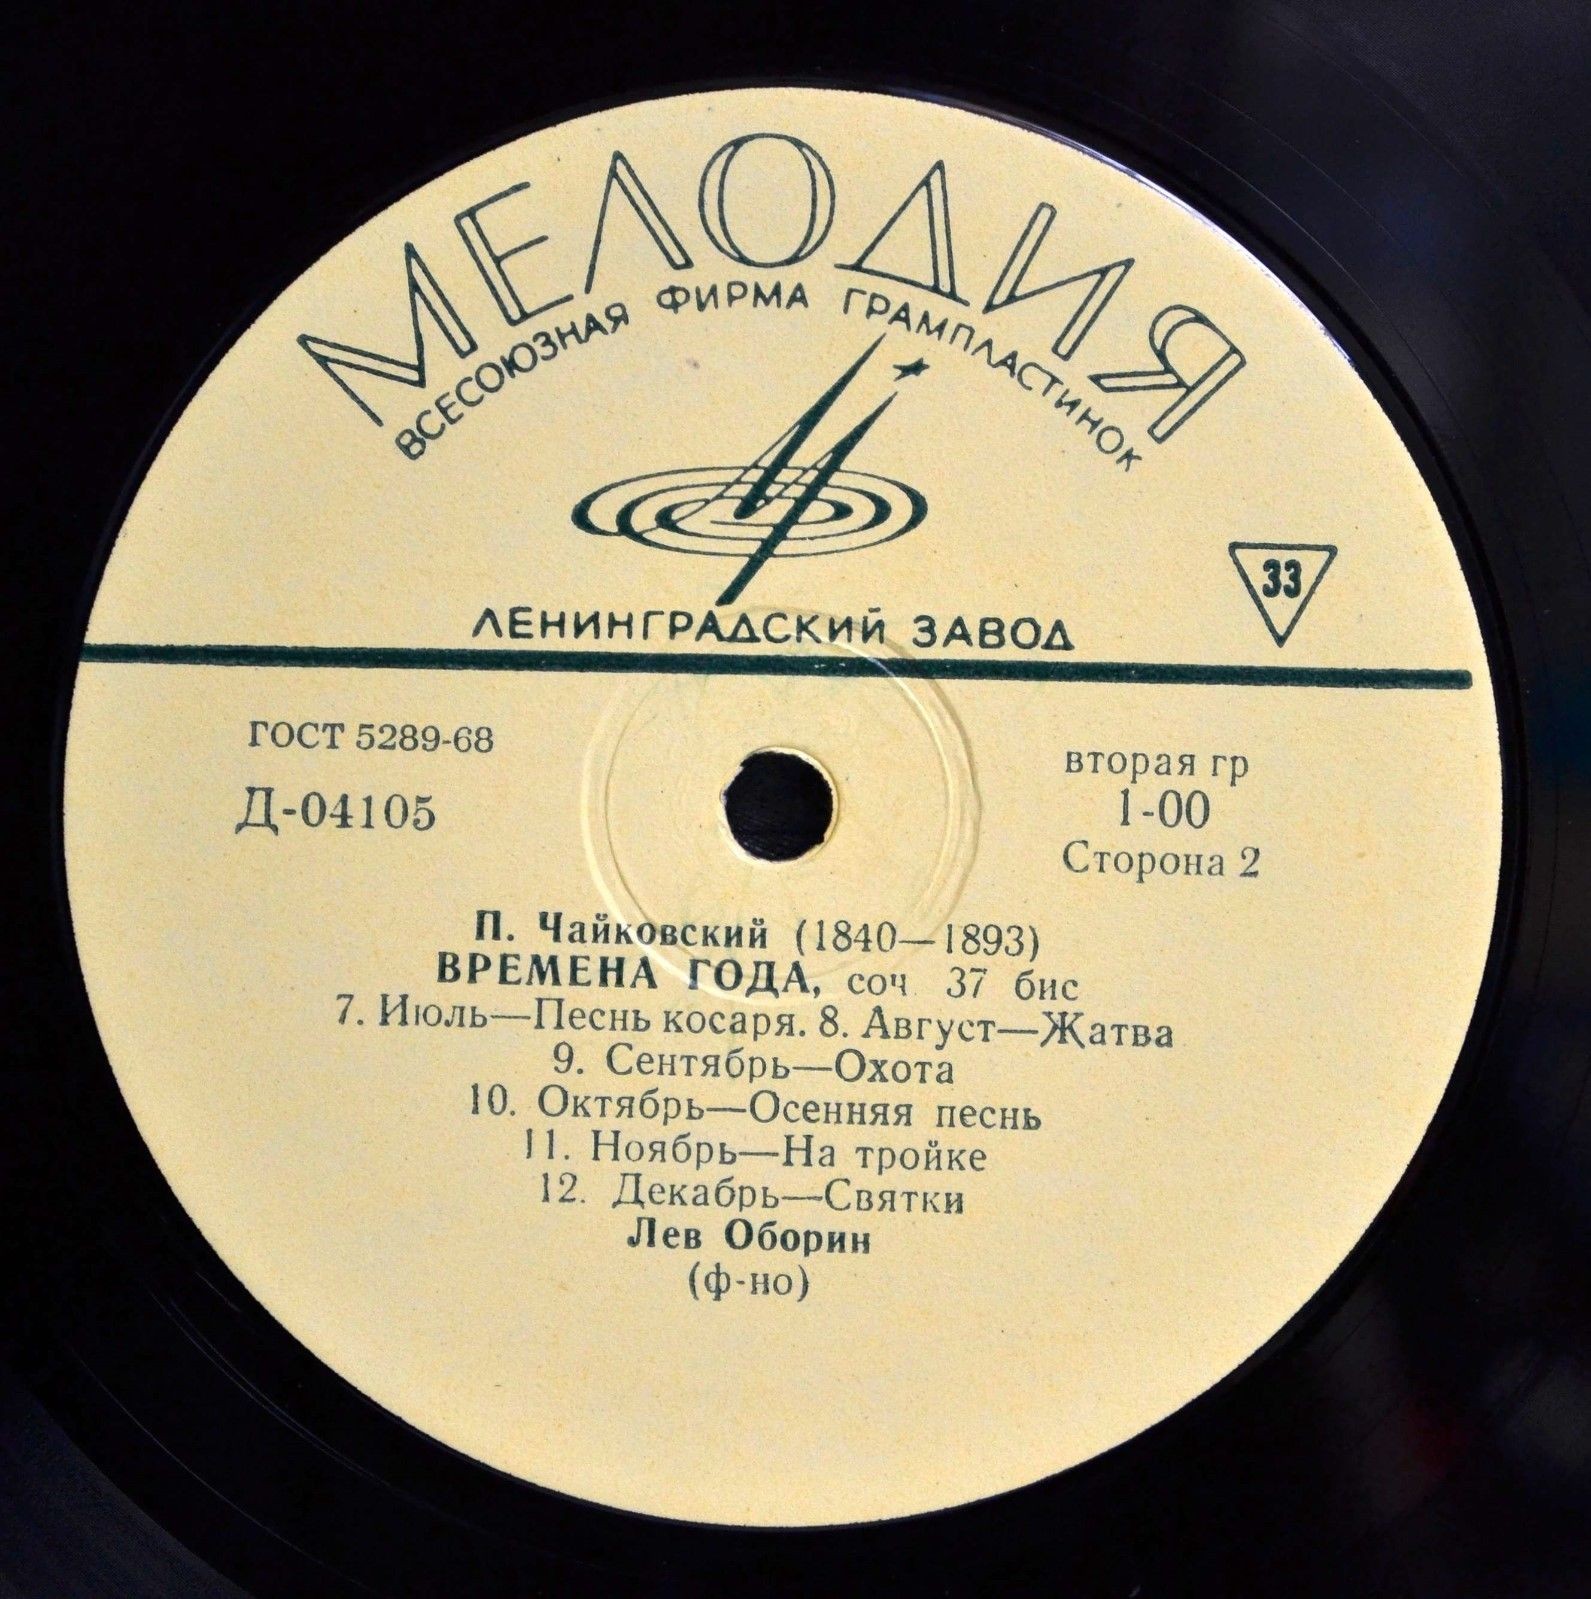 МЕЛОДИЯ
ВСЕСОЮЗНАЯ ФИРМА ГРАМПЛАСТИНОК
33
ЛЕНИНГРАДСКИЙ ЗАВОД
ГОСТ 5289-68
Д-04105
вторая гр
1-00
Сторона 2
П. Чайковский (1840—1893)
ВРЕМЕНА ГОДА, соч 37 бис
7. Июль—Песнь косаря. 8. Август—Жатва
9. Сентябрь—Охота
10. Октябрь—Осенняя песнь
11. Ноябрь—На тройке
12. Декабрь—Святки
Лев Оборин
(ф-но)